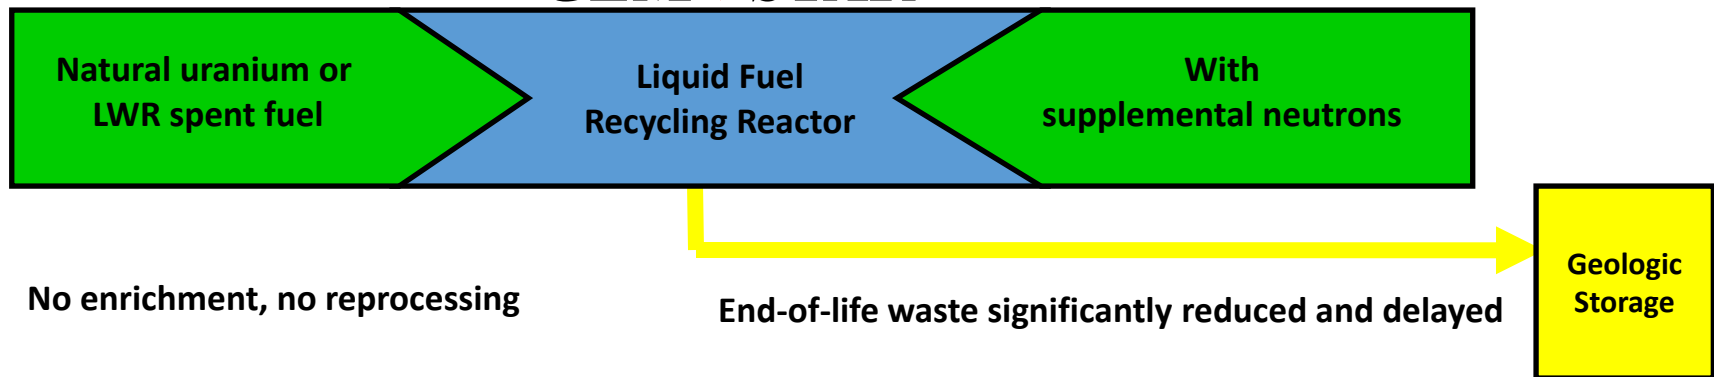 Natural uranium or
LWR spent fuel
Liquid Fuel
Recycling Reactor
With
supplemental neutrons
No enrichment, no reprocessing
End-of-life waste significantly reduced and delayed
Geologic
Storage